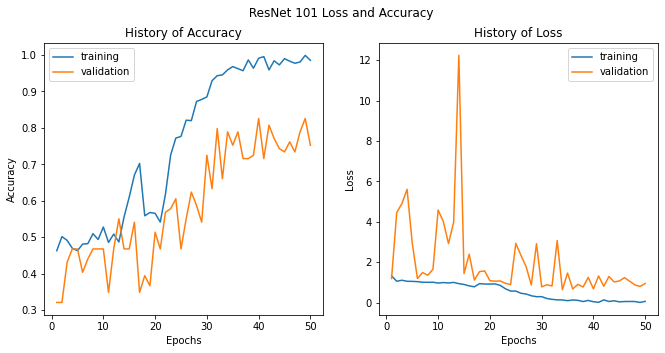 ResNet 101 Loss and Accuracy
History of Accuracy
training
validation
1.0
0.9
0.8
0.7
0.6
0.5
0.4
0.3
Accuracy
0 10 20 30 40 50
Epochs
History of Loss
training
validation
12
10
8
6
4
2
0
Loss
0 10 20 30 40 50
Epochs